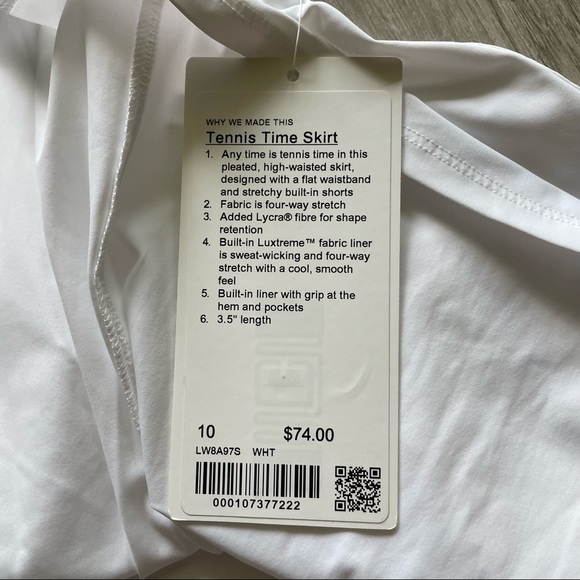 WHY WE MADE THIS
Tennis Time Skirt
1. Any time is tennis time in this
pleated, high-waisted skirt,
designed with a flat waistband
and stretchy built-in shorts
2. Fabric is four-way stretch
3. Added Lycra® fibre for shape
retention
4. Built-in Luxtreme™ fabric liner
is sweat-wicking and four-way
stretch with a cool, smooth
feel
5. Built-in liner with grip at the
hem and pockets
6. 3.5" length
10 $74.00
LW8A97S WHT
000107377222